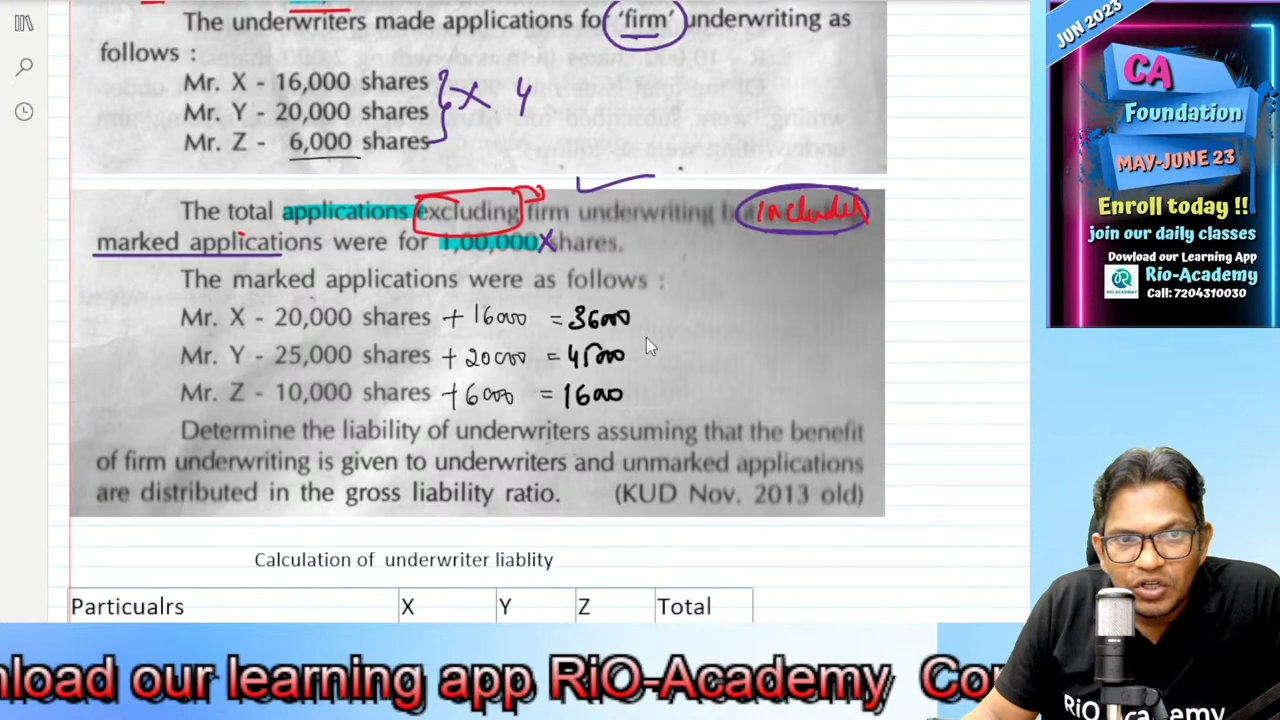 The underwriters made applications for 'firm' underwriting as
follows :
Mr. X - 16,000 shares
Mr. Y - 20,000 shares
Mr. Z - 6,000 shares
X 4
The total applications excluding firm underwriting includes
marked applications were for 1,00,000 shares.
The marked applications were as follows :
Mr. X - 20,000 shares + 16000 = 36000
Mr. Y - 25,000 shares + 20000 = 45000
Mr. Z - 10,000 shares + 6000 = 16000
Determine the liability of underwriters assuming that the benefit
of firm underwriting is given to underwriters and unmarked applications
are distributed in the gross liability ratio. (KUD Nov. 2013 old)
Calculation of underwriter liablity
Particualrs X Y Z Total
JUN 2023
CA
Foundation
MAY-JUNE 23
Enroll today !!
join our daily classes
Dowload our Learning App
RIO ACADEMY
Rio-Academy
Call: 7204310030
RiO Academy
nload our learning app RiO-Academy Co